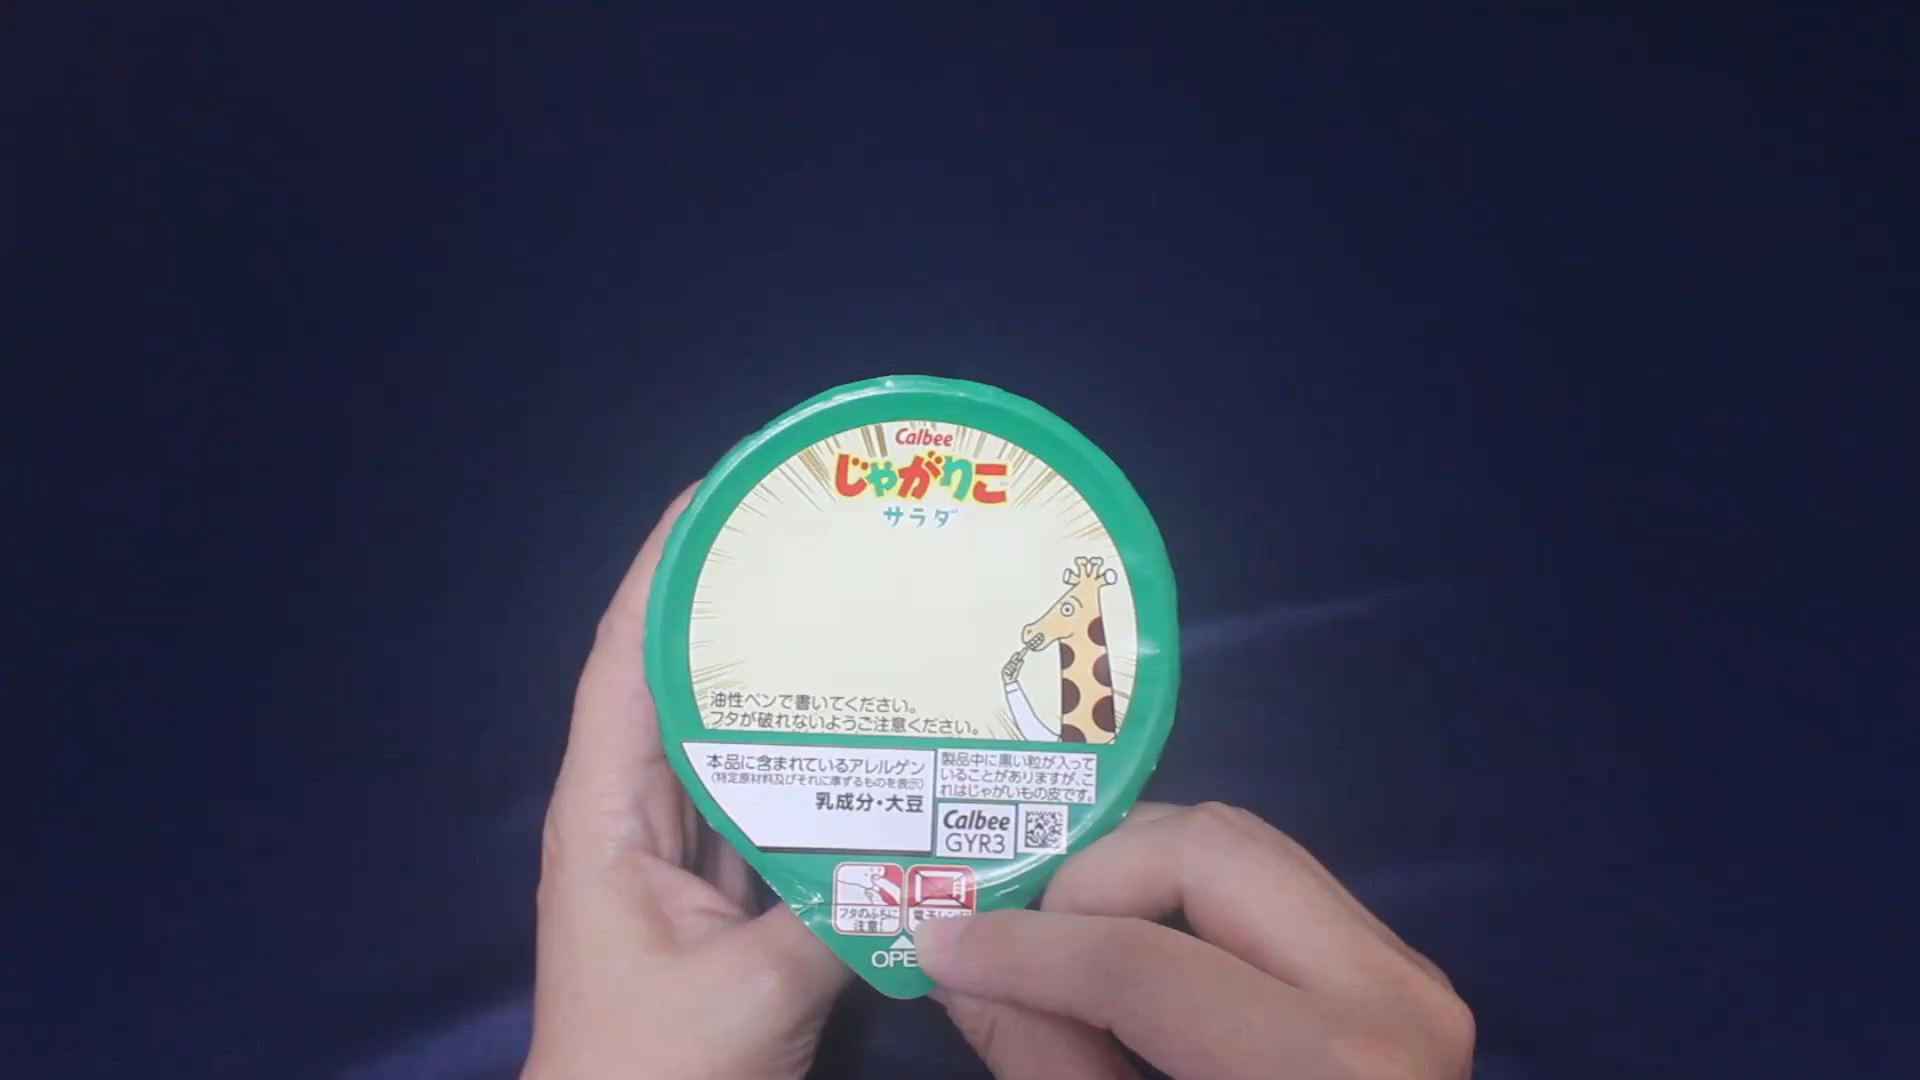 Calbee
じゃがりこ
サラダ
油性ペンで書いてください。
フタが破れないようご注意ください。
本品に含まれているアレルゲン
(特定原材料及びそれに準ずるものを表示)
乳成分・大豆
製品中に黒い粒が入って
いることがありますが、こ
れはじゃがいもの皮です。
Calbee
GYR3
フタのふちに
注意!
電子レンジ
OPE